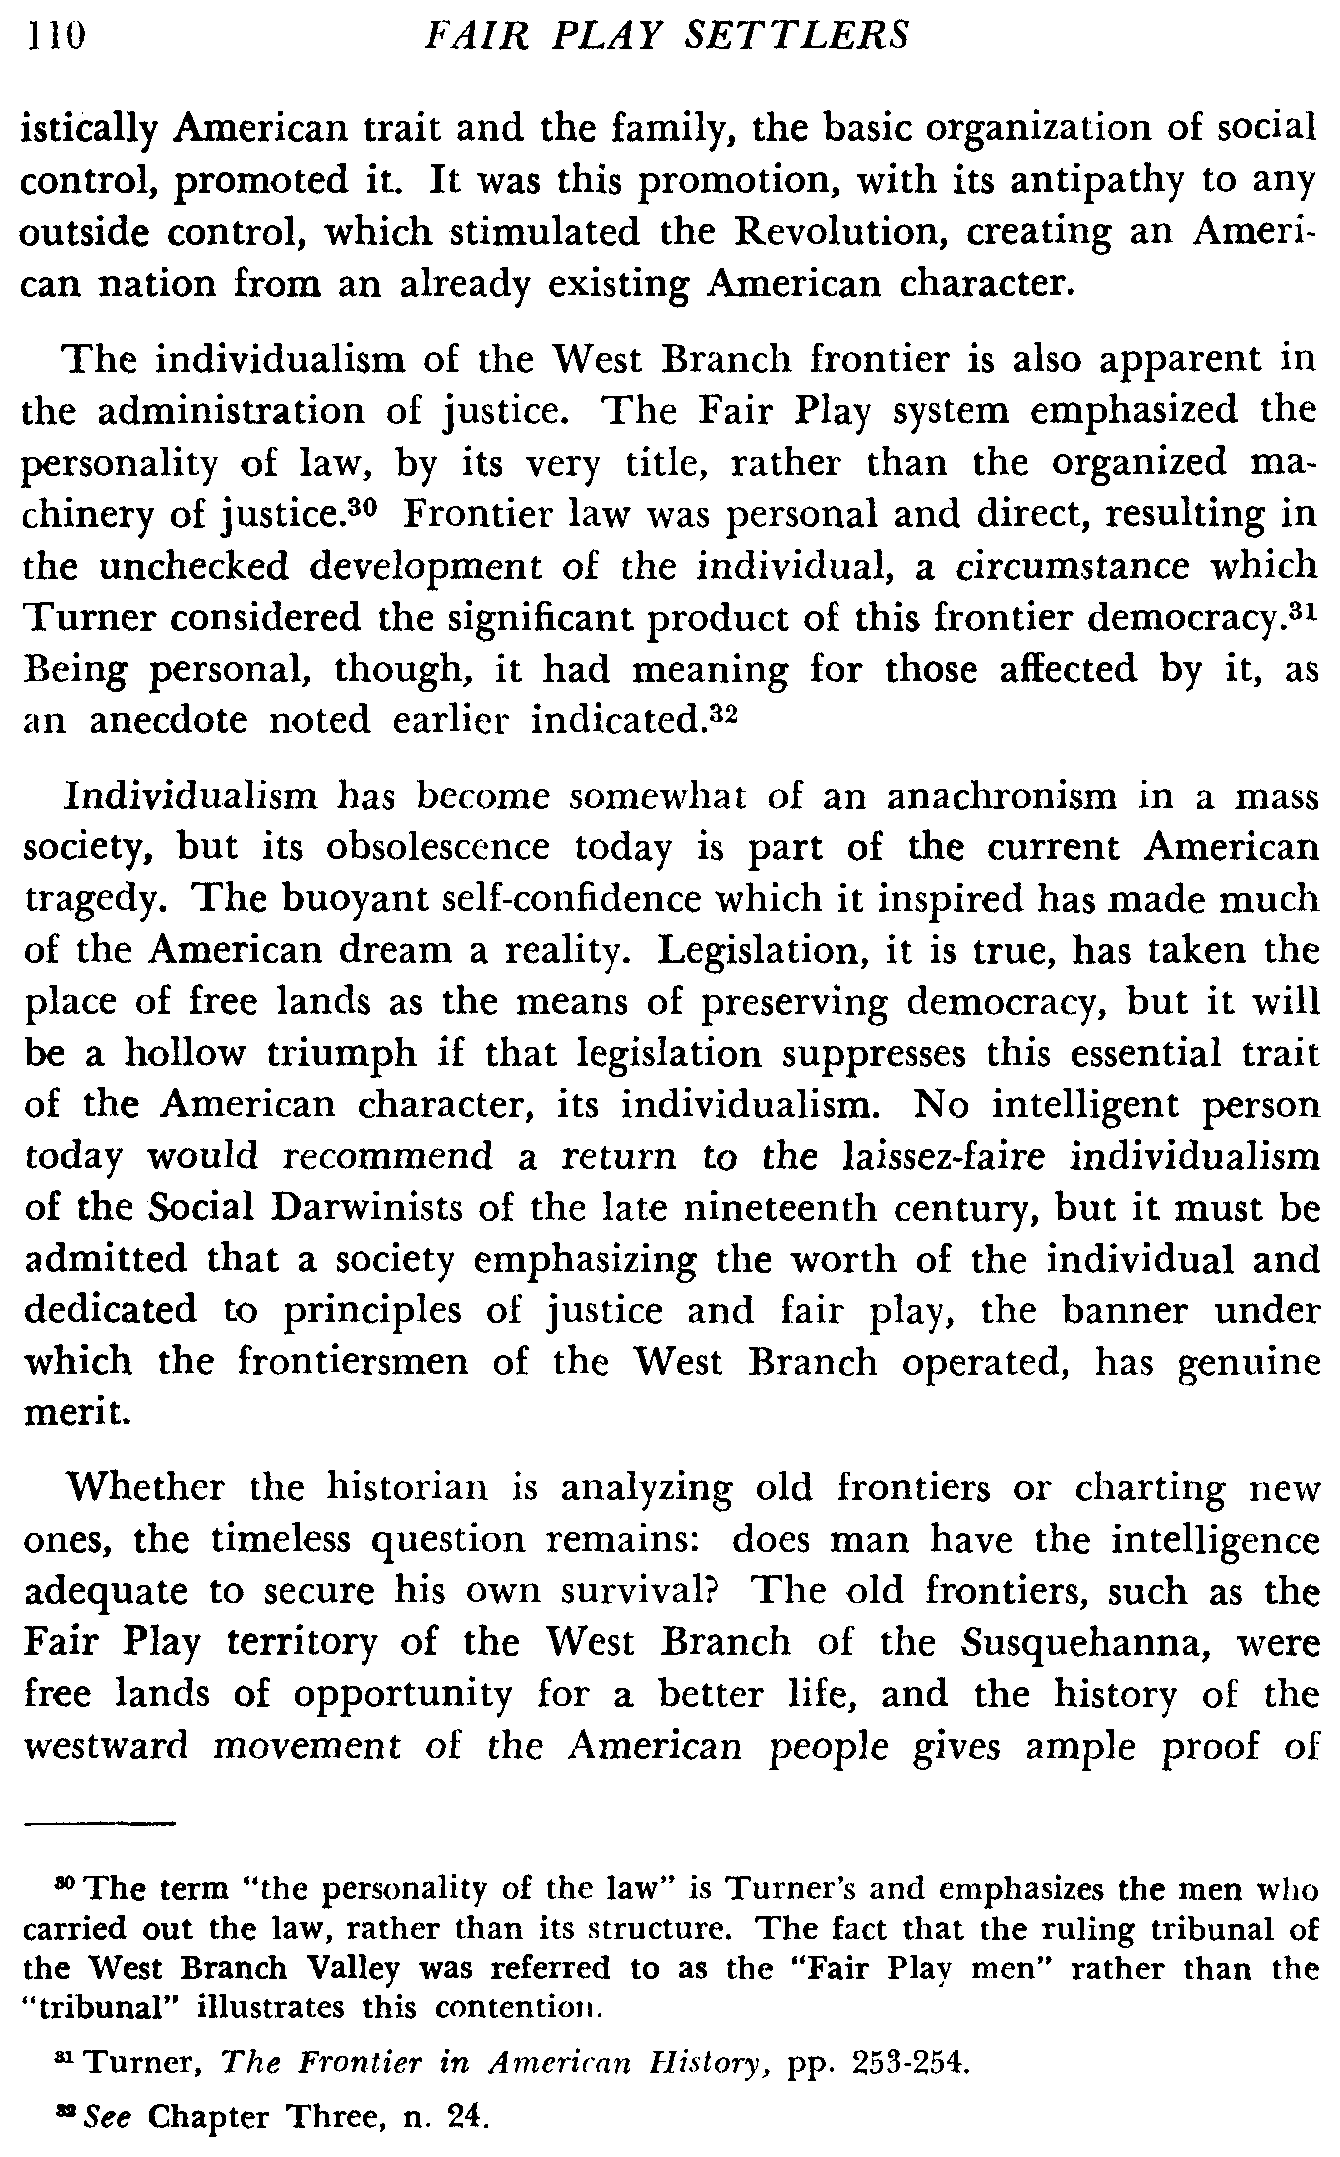 110 FAIR PLAY SETTLERS
istically American trait and the family, the basic organization of social
control, promoted it. It was this promotion, with its antipathy to any
outside control, which stimulated the Revolution, creating an Ameri-
can nation from an already existing American character.
The individualism of the West Branch frontier is also apparent in
the administration of justice. The Fair Play system emphasized the
personality of law, by its very title, rather than the organized ma-
chinery of justice.³⁰ Frontier law was personal and direct, resulting in
the unchecked development of the individual, a circumstance which
Turner considered the significant product of this frontier democracy.³¹
Being personal, though, it had meaning for those affected by it, as
an anecdote noted earlier indicated.³²
Individualism has become somewhat of an anachronism in a mass
society, but its obsolescence today is part of the current American
tragedy. The buoyant self-confidence which it inspired has made much
of the American dream a reality. Legislation, it is true, has taken the
place of free lands as the means of preserving democracy, but it will
be a hollow triumph if that legislation suppresses this essential trait
of the American character, its individualism. No intelligent person
today would recommend a return to the laissez-faire individualism
of the Social Darwinists of the late nineteenth century, but it must be
admitted that a society emphasizing the worth of the individual and
dedicated to principles of justice and fair play, the banner under
which the frontiersmen of the West Branch operated, has genuine
merit.
Whether the historian is analyzing old frontiers or charting new
ones, the timeless question remains: does man have the intelligence
adequate to secure his own survival? The old frontiers, such as the
Fair Play territory of the West Branch of the Susquehanna, were
free lands of opportunity for a better life, and the history of the
westward movement of the American people gives ample proof of
³⁰ The term "the personality of the law" is Turner's and emphasizes the men who
carried out the law, rather than its structure. The fact that the ruling tribunal of
the West Branch Valley was referred to as the "Fair Play men" rather than the
"tribunal" illustrates this contention.
³¹ Turner, The Frontier in American History, pp. 253-254.
³² See Chapter Three, n. 24.